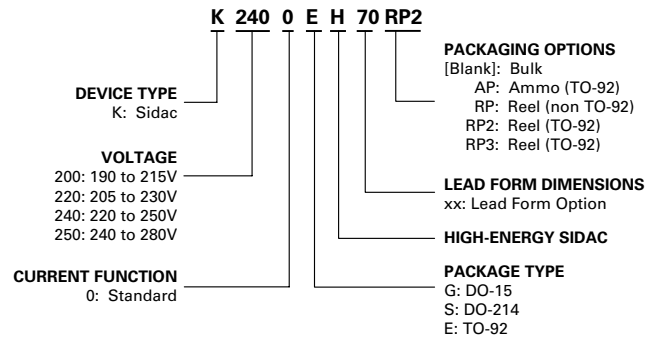 K 240 0 E H 70 RP2
DEVICE TYPE
K: Sidac
VOLTAGE
200: 190 to 215V
220: 205 to 230V
240: 220 to 250V
250: 240 to 280V
CURRENT FUNCTION
0: Standard
PACKAGING OPTIONS
[Blank]: Bulk
AP: Ammo (TO-92)
RP: Reel (non TO-92)
RP2: Reel (TO-92)
RP3: Reel (TO-92)
LEAD FORM DIMENSIONS
xx: Lead Form Option
HIGH-ENERGY SIDAC
PACKAGE TYPE
G: DO-15
S: DO-214
E: TO-92